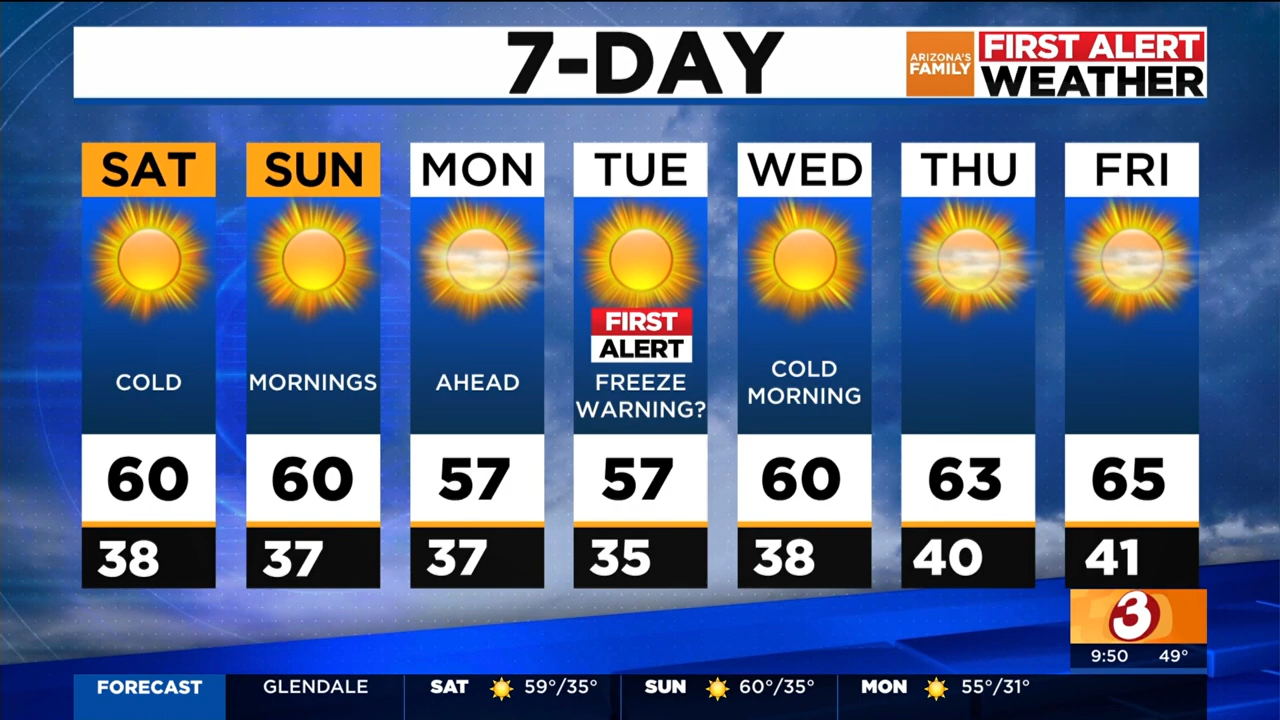 7-DAY
ARIZONA'S
FAMILY
FIRST ALERT
WEATHER
SAT SUN MON TUE WED THU FRI
FIRST
ALERT
COLD MORNINGS AHEAD FREEZE WARNING? COLD MORNING
60 60 57 57 60 63 65
38 37 37 35 38 40 41
3
9:50 49°
FORECAST GLENDALE SAT 59°/35° SUN 60°/35° MON 55°/31°